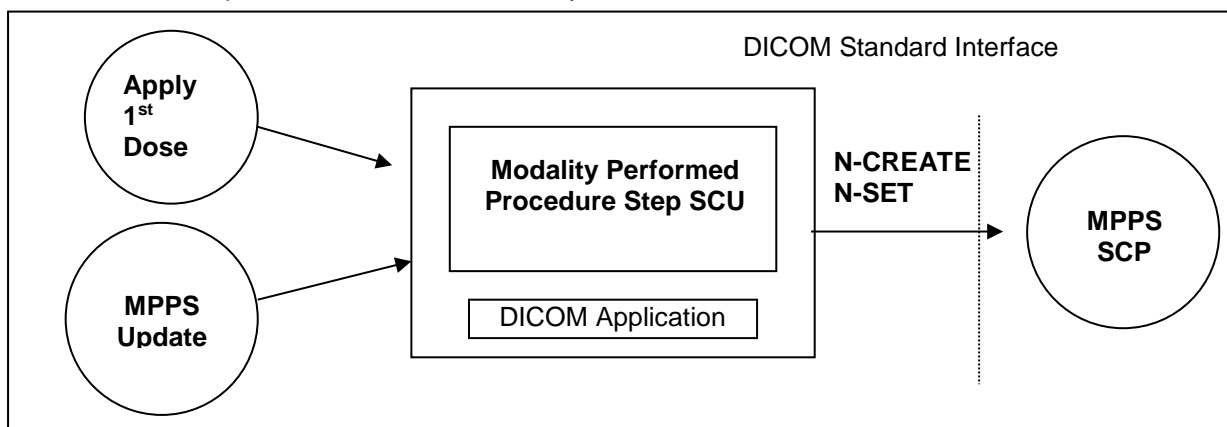 DICOM Standard Interface
Apply
1st
Dose
MPPS
Update
Modality Performed
Procedure Step SCU
DICOM Application
N-CREATE
N-SET
MPPS
SCP